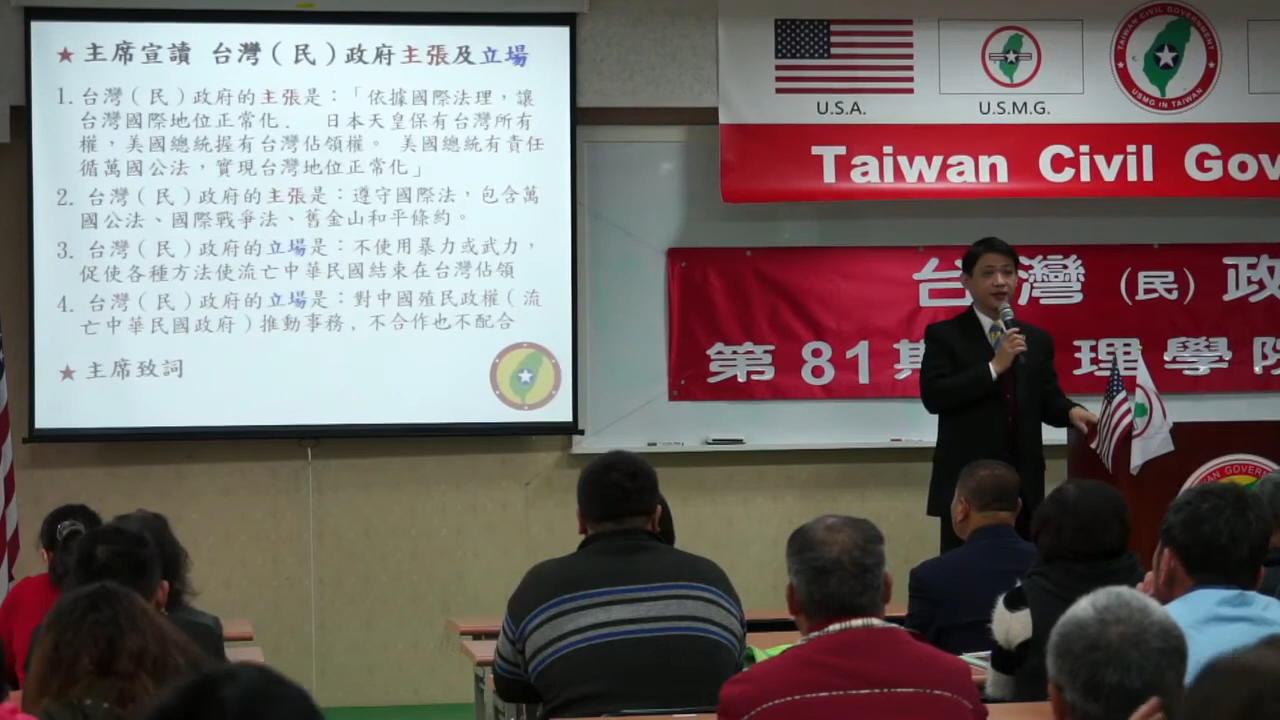 ★ 主席宣讀 台灣(民)政府主張及立場
1. 台灣(民)政府的主張是:「依據國際法理,讓
台灣國際地位正常化. 日本天皇保有台灣所有
權,美國總統握有台灣佔領權。 美國總統有責任
循萬國公法,實現台灣地位正常化」
2. 台灣(民)政府的主張是:遵守國際法,包含萬
國公法、國際戰爭法、舊金山和平條約。
3. 台灣(民)政府的立場是:不使用暴力或武力,
促使各種方法使流亡中華民國結束在台灣佔領
4. 台灣(民)政府的立場是:對中國殖民政權(流
亡中華民國政府)推動事務,不合作也不配合
★ 主席致詞
U.S.A.
U.S.M.G.
TAIWAN CIVIL GOVERNMENT
USMG IN TAIWAN
Taiwan Civil Gov
台灣(民)政
第81期 理學院
WAN GOVERN